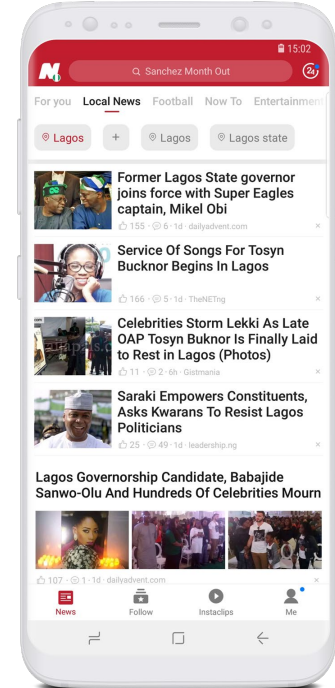 15:02
M
Sanchez Month Out
24
For you Local News Football Now To Entertainment
Lagos + Lagos Lagos state
Former Lagos State governor
joins force with Super Eagles
captain, Mikel Obi
155 · 6 · 1d · dailyadvent.com ×
Service Of Songs For Tosyn
Bucknor Begins In Lagos
166 · 5 · 1d · TheNETng ×
Celebrities Storm Lekki As Late
OAP Tosyn Buknor Is Finally Laid
to Rest in Lagos (Photos)
11 · 2 · 6h · Gistmania ×
Saraki Empowers Constituents,
Asks Kwarans To Resist Lagos
Politicians
25 · 49 · 1d · leadership.ng ×
Lagos Governorship Candidate, Babajide
Sanwo-Olu And Hundreds Of Celebrities Mourn
107 · 1 · 1d · dailyadvent.com ×
News Follow Instaclips Me